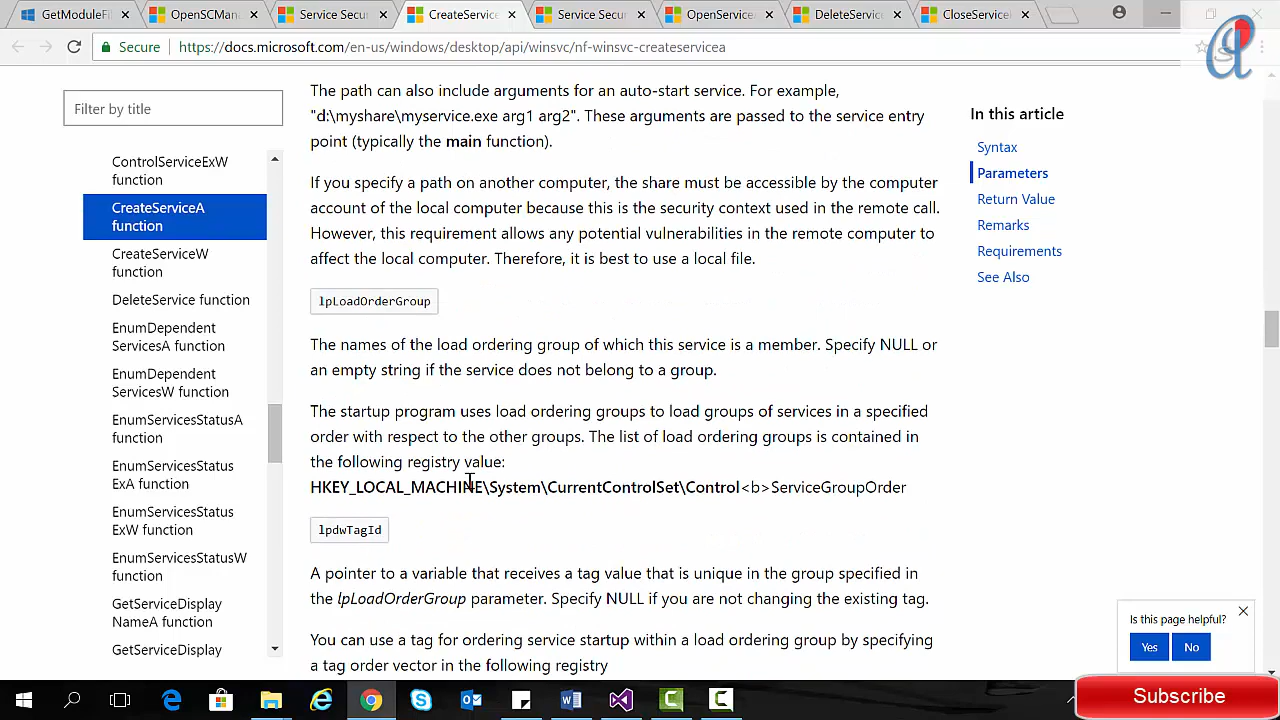 GetModuleFi
OpenSCMan
Service Secu
CreateService
Service Secu
OpenService
DeleteServic
CloseServic
Secure
https://docs.microsoft.com/en-us/windows/desktop/api/winsvc/nf-winsvc-createservicea
Filter by title
ControlServiceExW
function
CreateServiceA
function
CreateServiceW
function
DeleteService function
EnumDependent
ServicesA function
EnumDependent
ServicesW function
EnumServicesStatusA
function
EnumServicesStatus
ExA function
EnumServicesStatus
ExW function
EnumServicesStatusW
function
GetServiceDisplay
NameA function
GetServiceDisplay
The path can also include arguments for an auto-start service. For example,
"d:\myshare\myservice.exe arg1 arg2". These arguments are passed to the service entry
point (typically the main function).
If you specify a path on another computer, the share must be accessible by the computer
account of the local computer because this is the security context used in the remote call.
However, this requirement allows any potential vulnerabilities in the remote computer to
affect the local computer. Therefore, it is best to use a local file.
lpLoadOrderGroup
The names of the load ordering group of which this service is a member. Specify NULL or
an empty string if the service does not belong to a group.
The startup program uses load ordering groups to load groups of services in a specified
order with respect to the other groups. The list of load ordering groups is contained in
the following registry value:
HKEY_LOCAL_MACHINE\System\CurrentControlSet\Control<b>ServiceGroupOrder
lpdwTagId
A pointer to a variable that receives a tag value that is unique in the group specified in
the lpLoadOrderGroup parameter. Specify NULL if you are not changing the existing tag.
You can use a tag for ordering service startup within a load ordering group by specifying
a tag order vector in the following registry
In this article
Syntax
Parameters
Return Value
Remarks
Requirements
See Also
Is this page helpful?
Yes
No
Subscribe